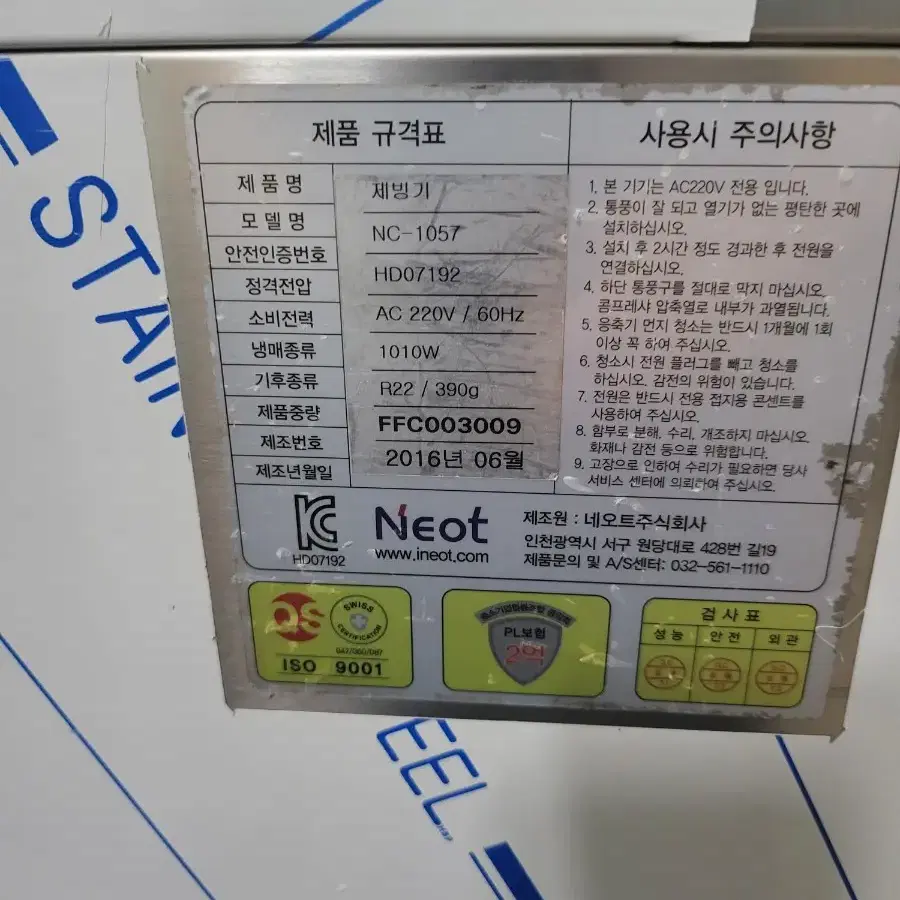 STAIN
EEL
제품 규격표
제품명 제빙기
모델명 NC-1057
안전인증번호 HD07192
정격전압 AC 220V / 60Hz
소비전력 1010W
냉매종류 R22 / 390g
기후종류
제품중량
제조번호 FFC003009
제조년월일 2016년 06월
사용시 주의사항
1. 본 기기는 AC220V 전용 입니다.
2. 통풍이 잘 되고 열기가 없는 평탄한 곳에
설치하십시오.
3. 설치 후 2시간 정도 경과한 후 전원을
연결하십시오.
4. 하단 통풍구를 절대로 막지 마십시오.
콤프레샤 압축열로 내부가 과열됩니다.
5. 응축기 먼지 청소는 반드시 1개월에 1회
이상 꼭 하여 주십시오.
6. 청소시 전원 플러그를 빼고 청소를
하십시오. 감전의 위험이 있습니다.
7. 전원은 반드시 전용 접지용 콘센트를
사용하여 주십시오.
8. 함부로 분해, 수리, 개조하지 마십시오.
화재나 감전 등으로 위험합니다.
9. 고장으로 인하여 수리가 필요하면 당사
서비스 센터에 의뢰하여 주십시오.
HD07192
Neot
www.ineot.com
제조원 : 네오트주식회사
인천광역시 서구 원당대로 428번 길19
제품문의 및 A/S센터: 032-561-1110
QS
SWISS
CERTIFICATION
ISO 9001
PL보험
2억
검사표
성능 안전 외관